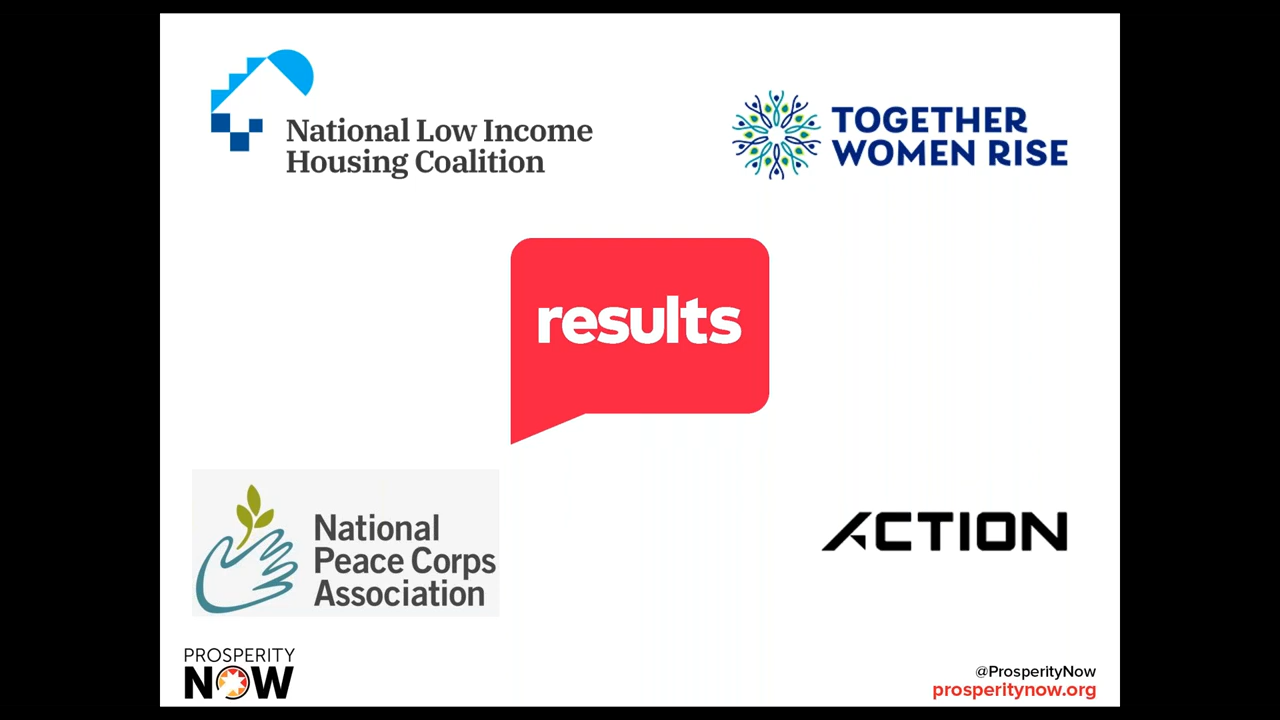 National Low Income
Housing Coalition
TOGETHER
WOMEN RISE
results
National
Peace Corps
Association
ACTION
PROSPERITY
NOW
@ProsperityNow
prosperitynow.org